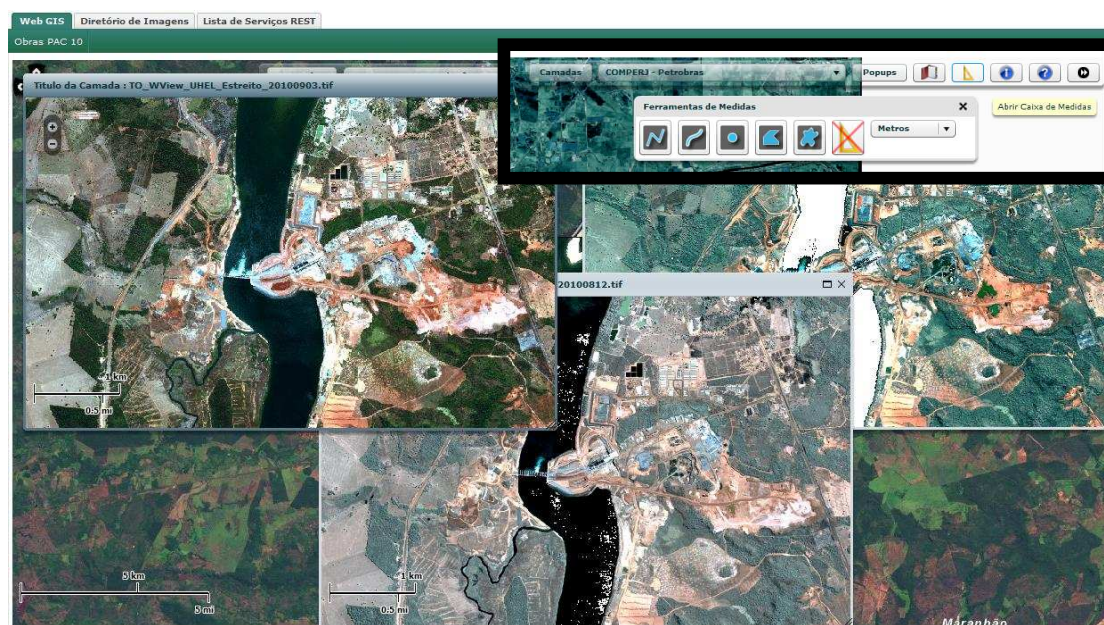 Web GIS
Diretório de Imagens
Lista de Serviços REST
Obras PAC 10
Camadas
COMPERJ - Petrobras
Popups
Ferramentas de Medidas
Abrir Caixa de Medidas
Metros
Titulo da Camada : TO_WView_UHEL_Estreito_20100903.tif
1 km
0.5 mi
20100812.tif
5 km
5 mi
1 km
0.5 mi
Maranhão